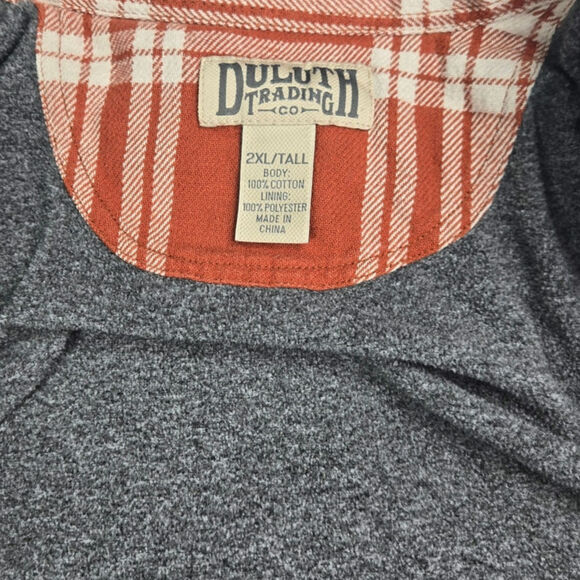 DULUTH
TRADING
CO
2XL/TALL
BODY:
100% COTTON
LINING:
100% POLYESTER
MADE IN
CHINA